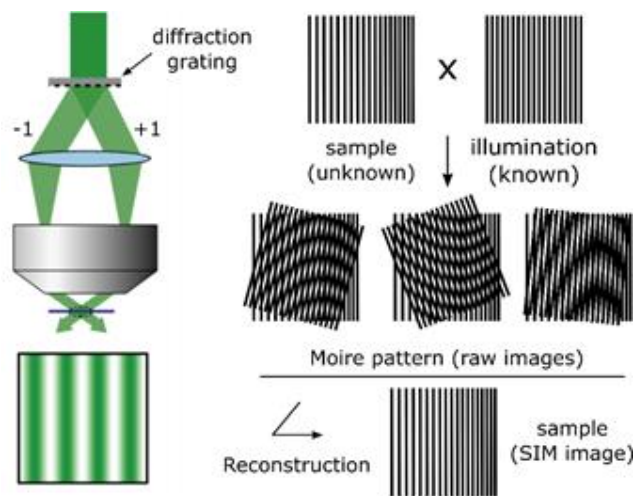 diffraction
grating
-1
+1
X
sample
(unknown)
illumination
(known)
Moire pattern (raw images)
Reconstruction
sample
(SIM image)